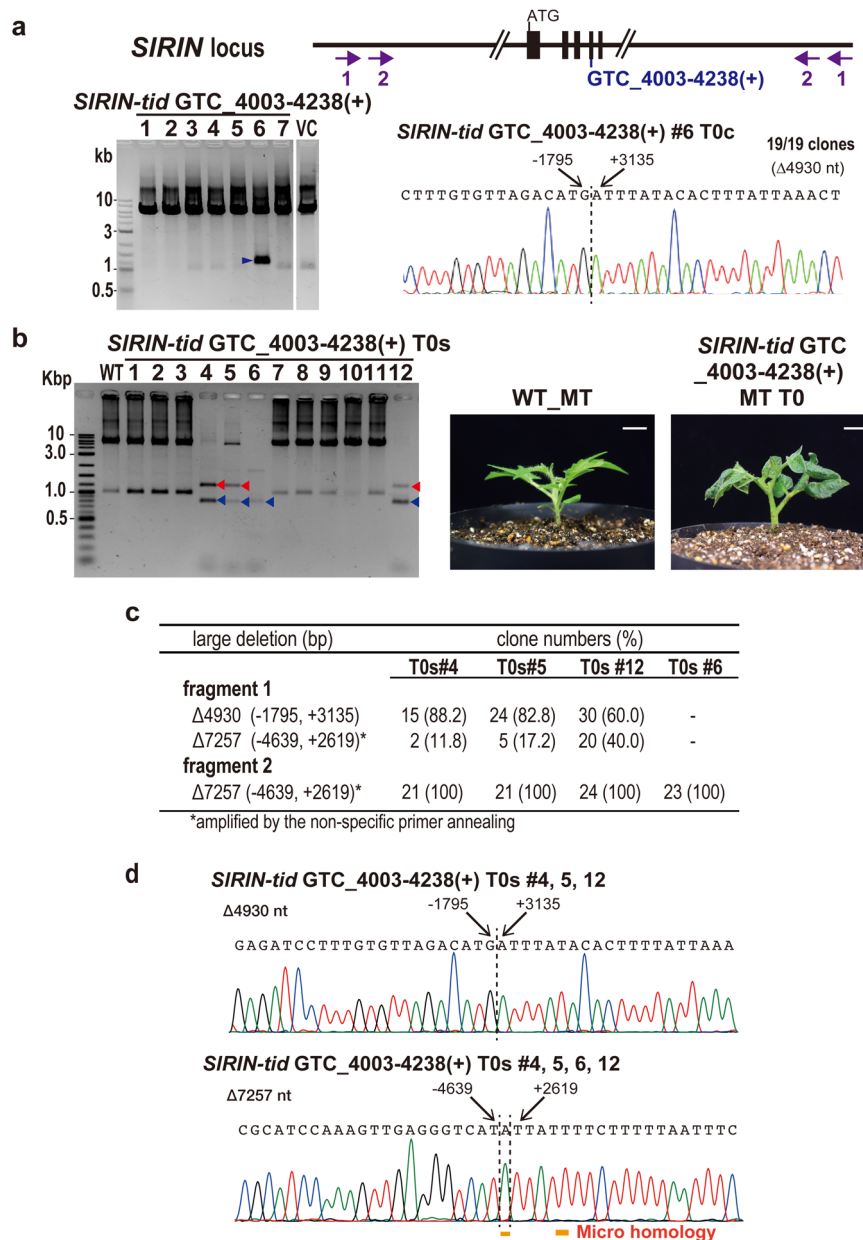 a
SlRIN locus
ATG
1 2
GTC_4003-4238(+)
2 1
SlRIN-tid GTC_4003-4238(+)
1 2 3 4 5 6 7 VC
kb
10
3
1
0.5
SlRIN-tid GTC_4003-4238(+) #6 T0c
19/19 clones
(Δ4930 nt)
-1795 +3135
CTTTGTGTTAGACATGATTTATACACTTTATTAAACT
b
SlRIN-tid GTC_4003-4238(+) T0s
Kbp WT 1 2 3 4 5 6 7 8 9 10 11 12
10
3.0
1.0
0.5
WT_MT
SlRIN-tid GTC
_4003-4238(+)
MT T0
c
large deletion (bp) clone numbers (%)
T0s#4 T0s#5 T0s #12 T0s #6
fragment 1
Δ4930 (-1795, +3135) 15 (88.2) 24 (82.8) 30 (60.0) -
Δ7257 (-4639, +2619)* 2 (11.8) 5 (17.2) 20 (40.0) -
fragment 2
Δ7257 (-4639, +2619)* 21 (100) 21 (100) 24 (100) 23 (100)
*amplified by the non-specific primer annealing
d
SlRIN-tid GTC_4003-4238(+) T0s #4, 5, 12
Δ4930 nt
-1795 +3135
GAGATCCTTTGTGTTAGACATGATTTATACACTTTTATTAAA
SlRIN-tid GTC_4003-4238(+) T0s #4, 5, 6, 12
Δ7257 nt
-4639 +2619
CGCATCCAAAGTTGAGGGTCATATTATTTTCTTTTTAATTTC
Micro homology